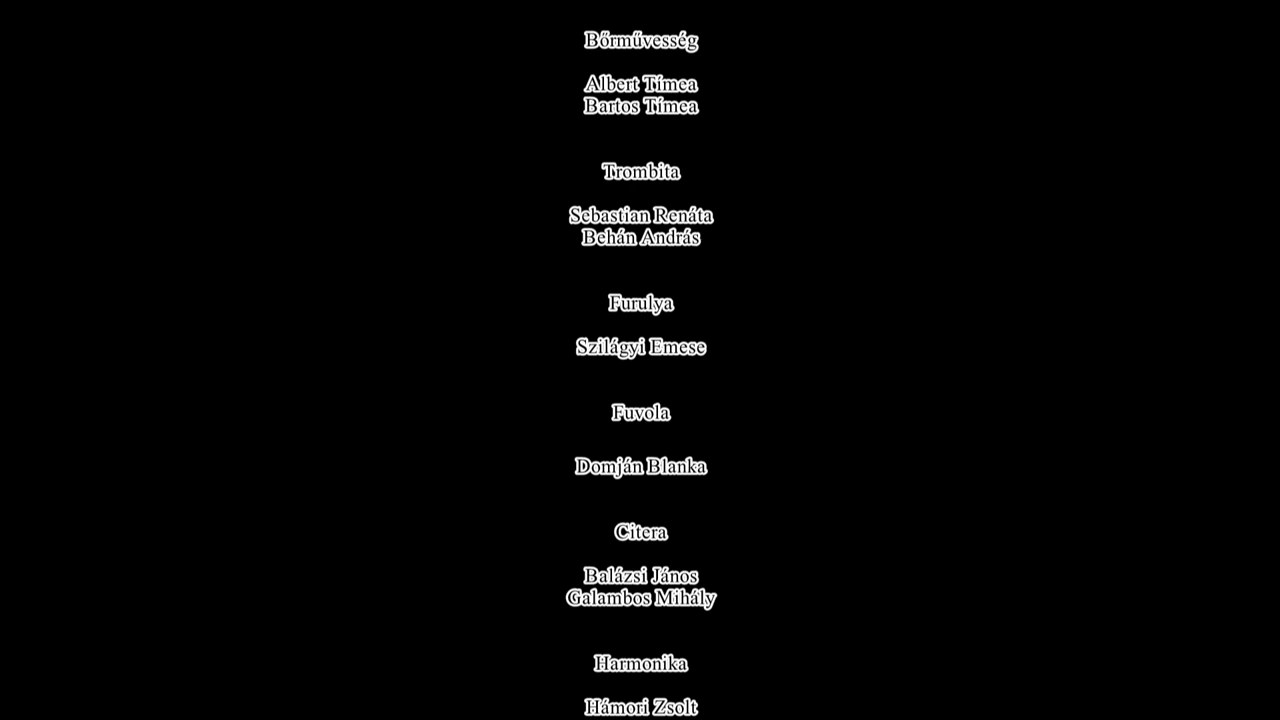 Bőrművesség
Albert Tímea
Bartos Tímea
Trombita
Sebastian Renáta
Behán András
Furulya
Szilágyi Emese
Fuvola
Domján Blanka
Citera
Balázsi János
Galambos Mihály
Harmonika
Hámori Zsolt